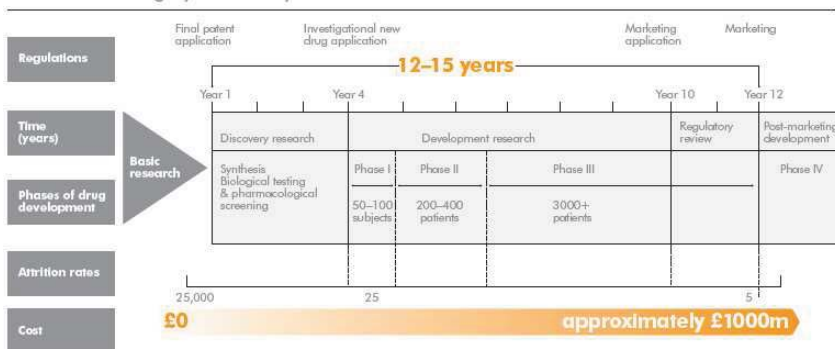 Final patent
application
Investigational new
drug application
Marketing
application
Marketing
Regulations
12–15 years
Year 1
Year 4
Year 10
Year 12
Time
(years)
Discovery research
Development research
Regulatory
review
Post-marketing
development
Basic
research
Phases of drug
development
Synthesis
Biological testing
& pharmacological
screening
Phase I
Phase II
Phase III
Phase IV
50–100
subjects
200–400
patients
3000+
patients
Attrition rates
25,000
25
5
Cost
£0
approximately £1000m